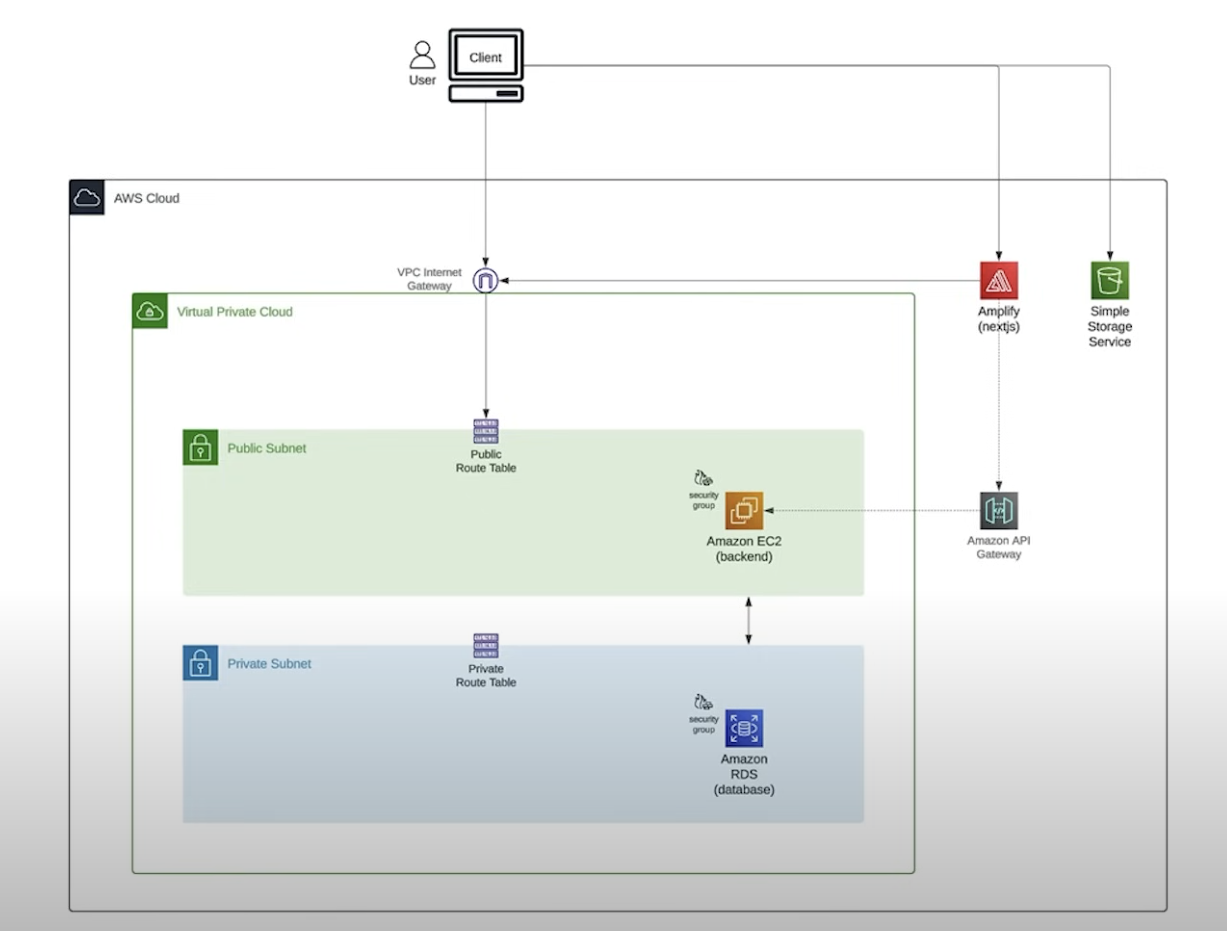 Client
User
AWS Cloud
VPC Internet
Gateway
Virtual Private Cloud
Amplify
(nextjs)
Simple
Storage
Service
Public Subnet
Public
Route Table
security
group
Amazon EC2
(backend)
Amazon API
Gateway
Private Subnet
Private
Route Table
security
group
Amazon
RDS
(database)